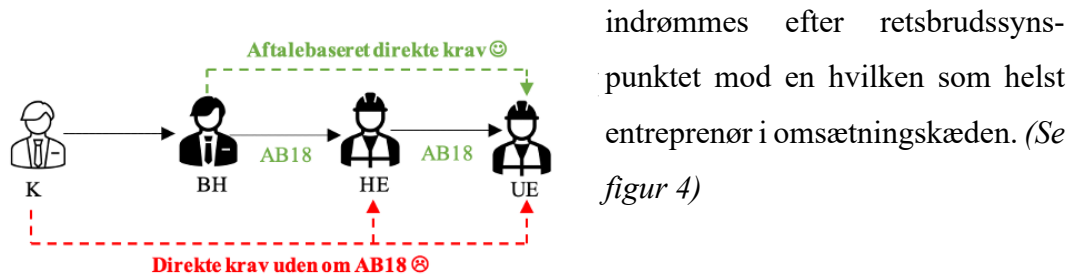 Aftalebaseret direkte krav☺
AB18
AB18
K
BH
HE
UE
Direkte krav uden om AB18☹
indrømmes efter retsbrudssyns-
punktet mod en hvilken som helst
entreprenør i omsætningskæden. (Se
figur 4)